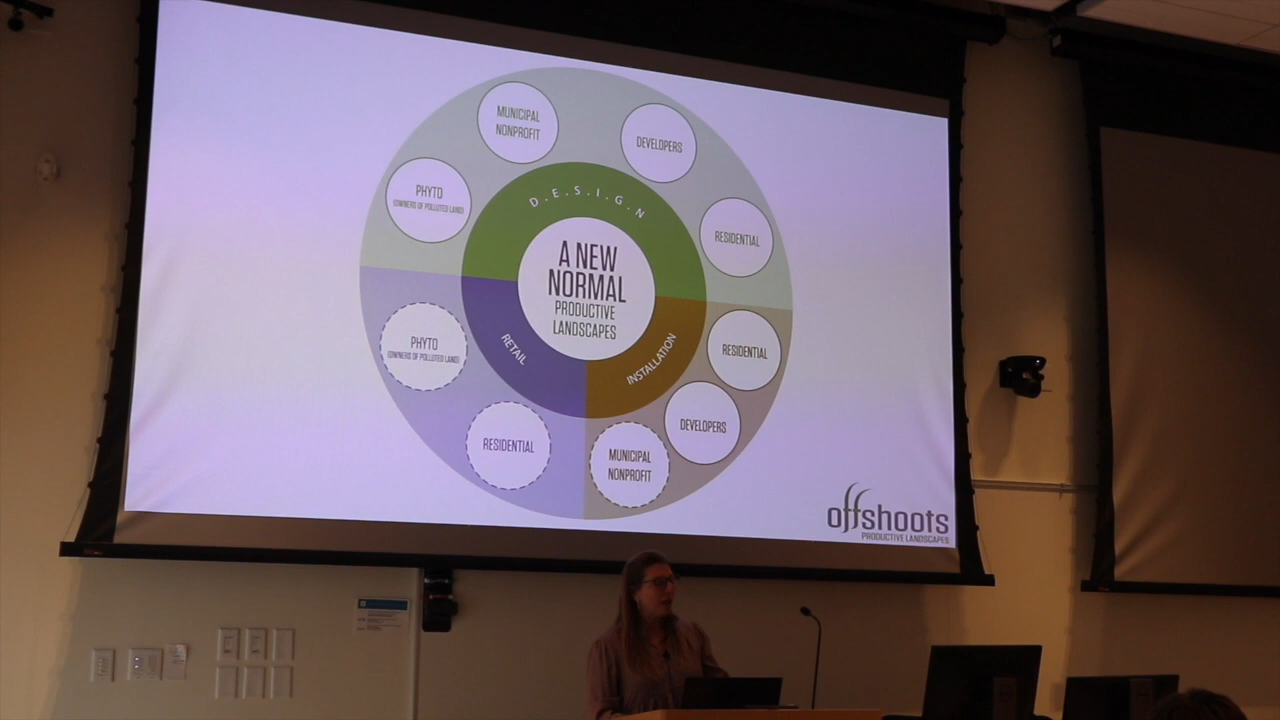 MUNICIPAL
NONPROFIT
DEVELOPERS
PHYTO
(OWNERS OF POLLUTED LAND)
RESIDENTIAL
D.E.S.I.G.N
A NEW
NORMAL
PRODUCTIVE
LANDSCAPES
RETAIL
INSTALLATION
PHYTO
(OWNERS OF POLLUTED LAND)
RESIDENTIAL
RESIDENTIAL
DEVELOPERS
MUNICIPAL
NONPROFIT
offshoots
PRODUCTIVE LANDSCAPES